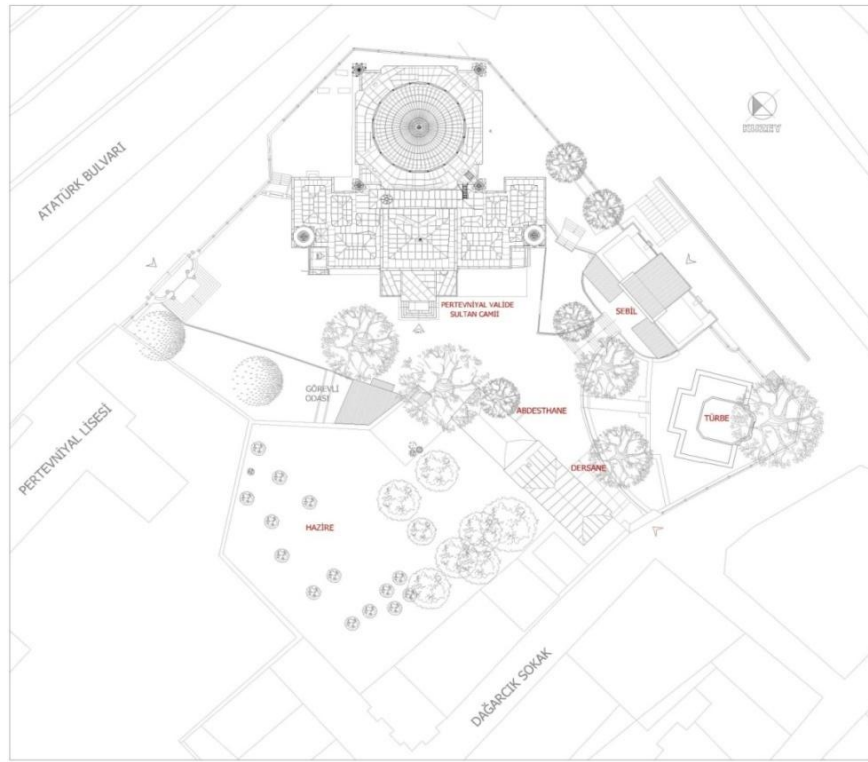 KUZEY
ATATÜRK BULVARI
PERTEVNİYAL VALİDE
SULTAN CAMİİ
SEBİL
GÖREVLİ
ODASI
ABDESTHANE
TÜRBE
PERTEVNİYAL LİSESİ
DERSANE
HAZİRE
DAĞARCIK SOKAK